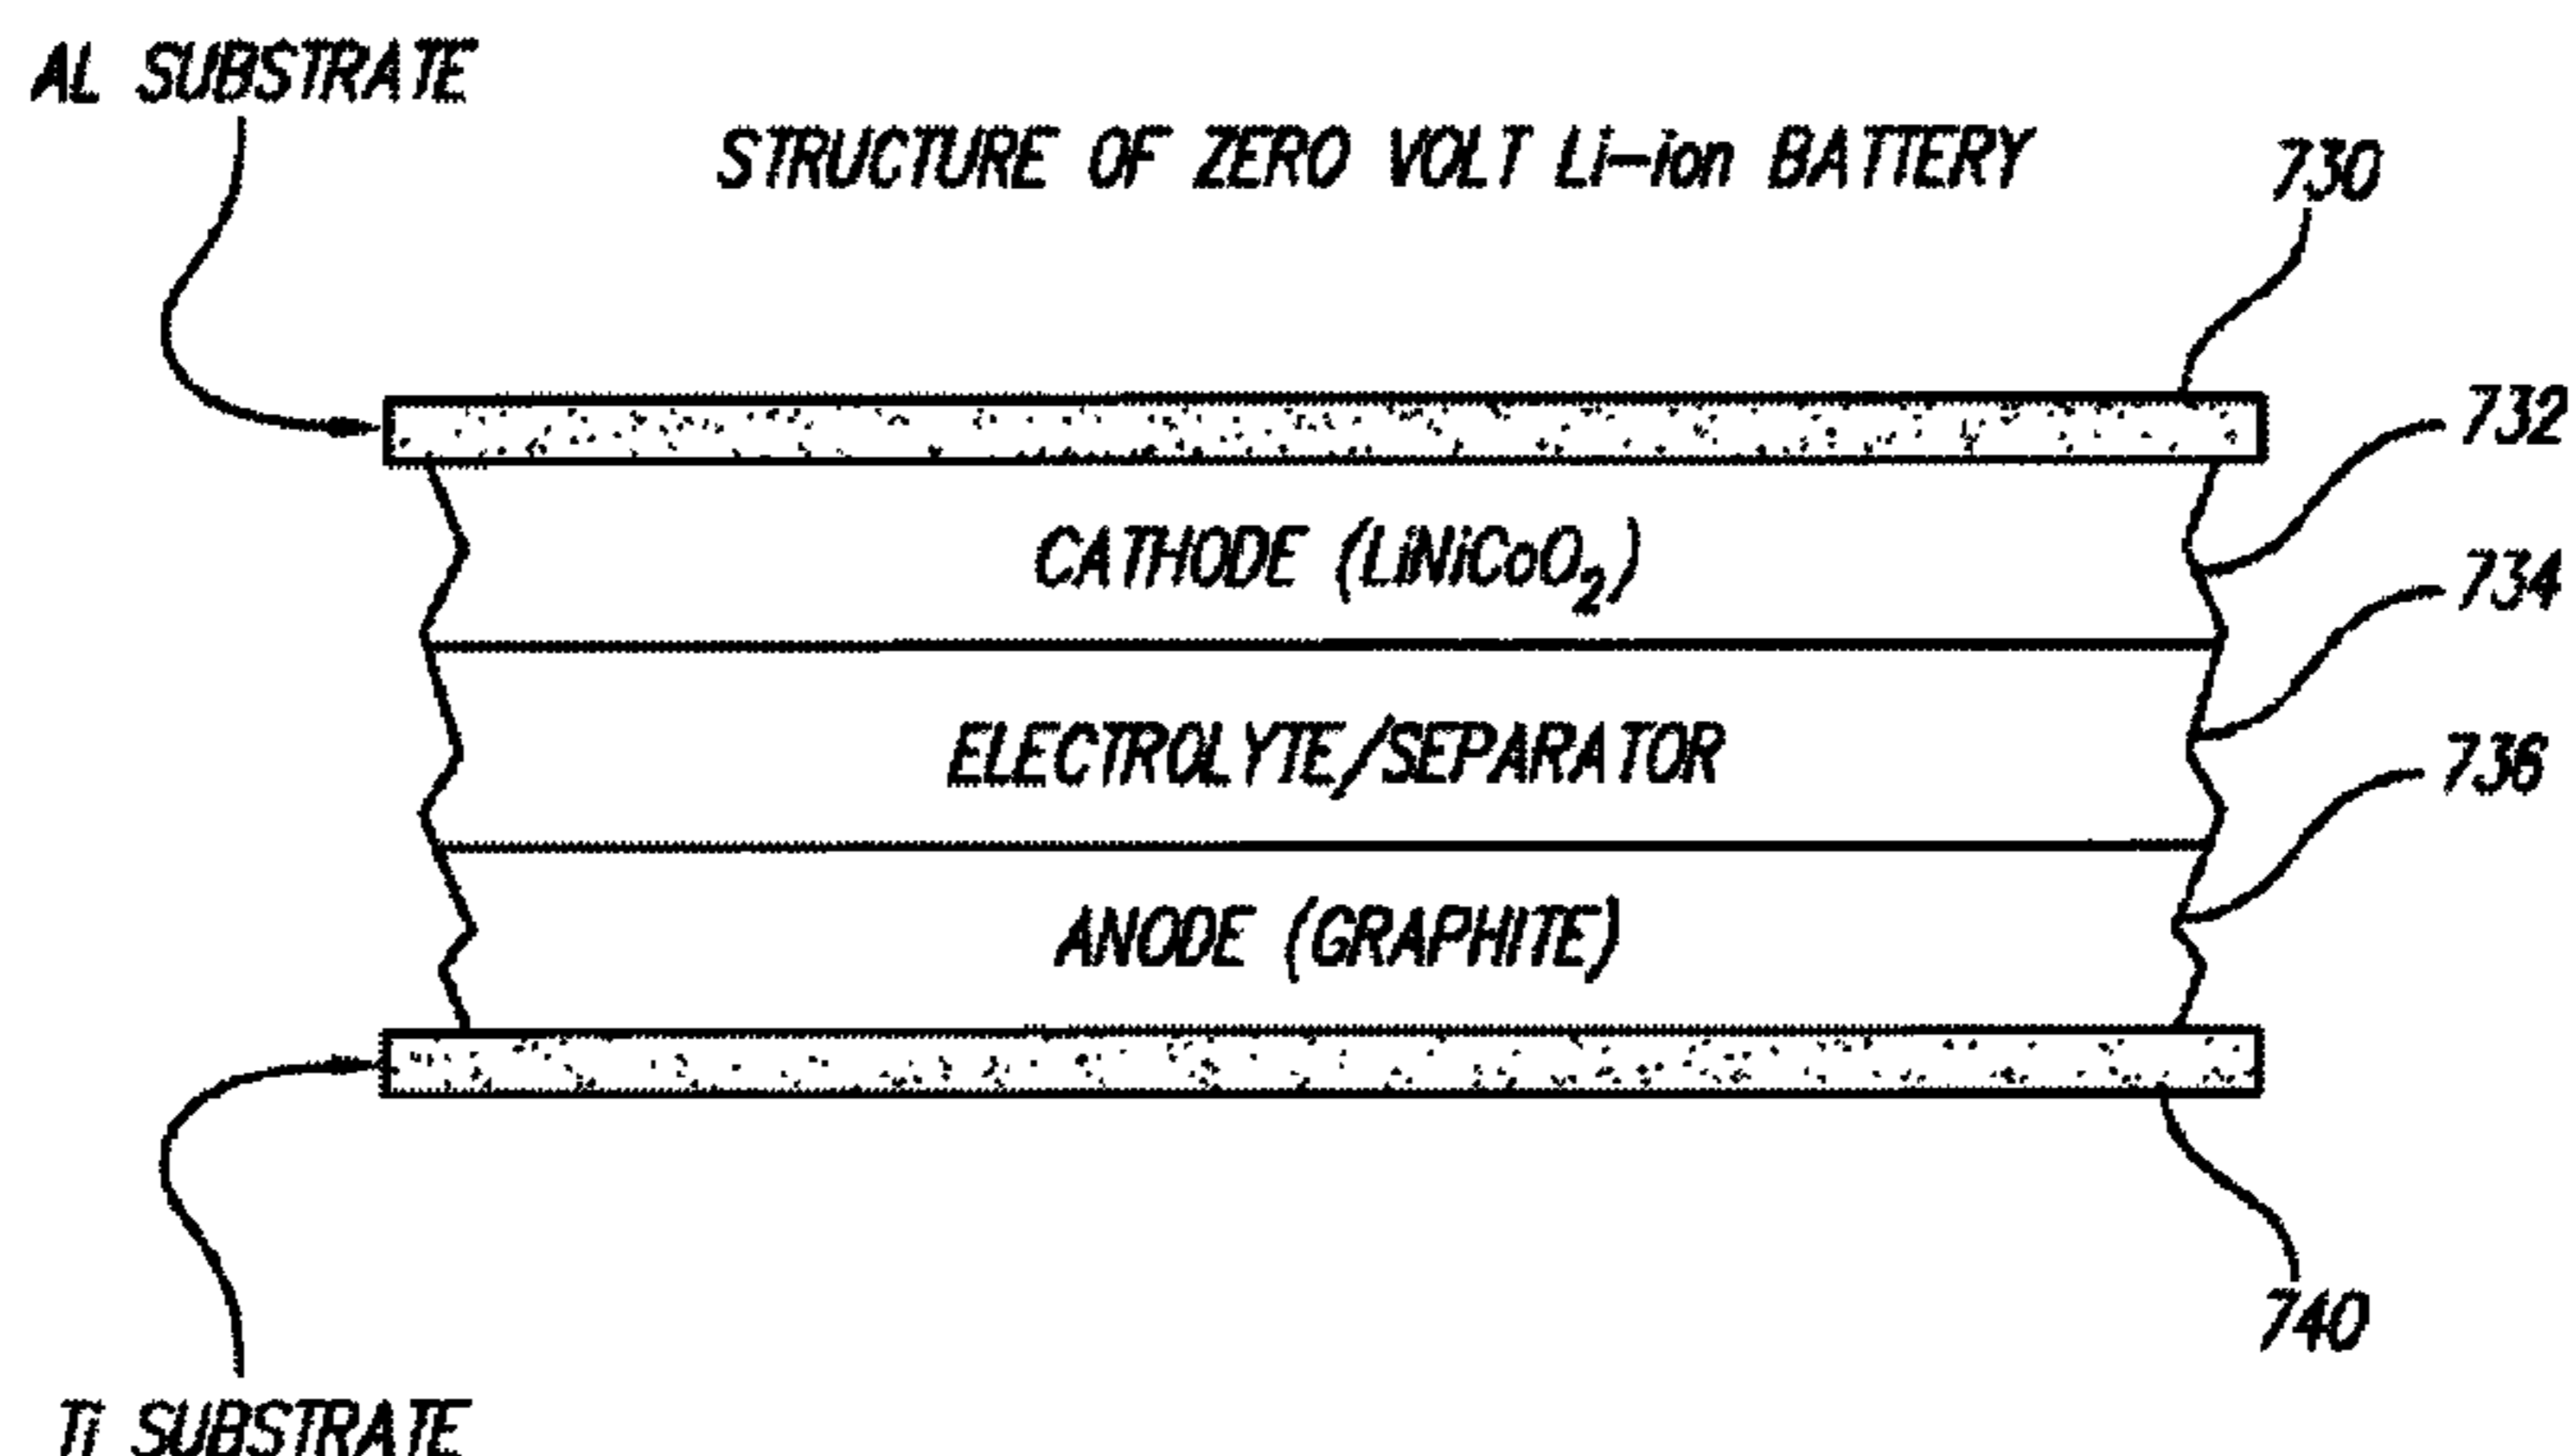 AL SUBSTRATE
STRUCTURE OF ZERO VOLT Li-ion BATTERY
730
732
CATHODE (LiNiCoO₂)
734
ELECTROLYTE/SEPARATOR
736
ANODE (GRAPHITE)
740
Ti SUBSTRATE